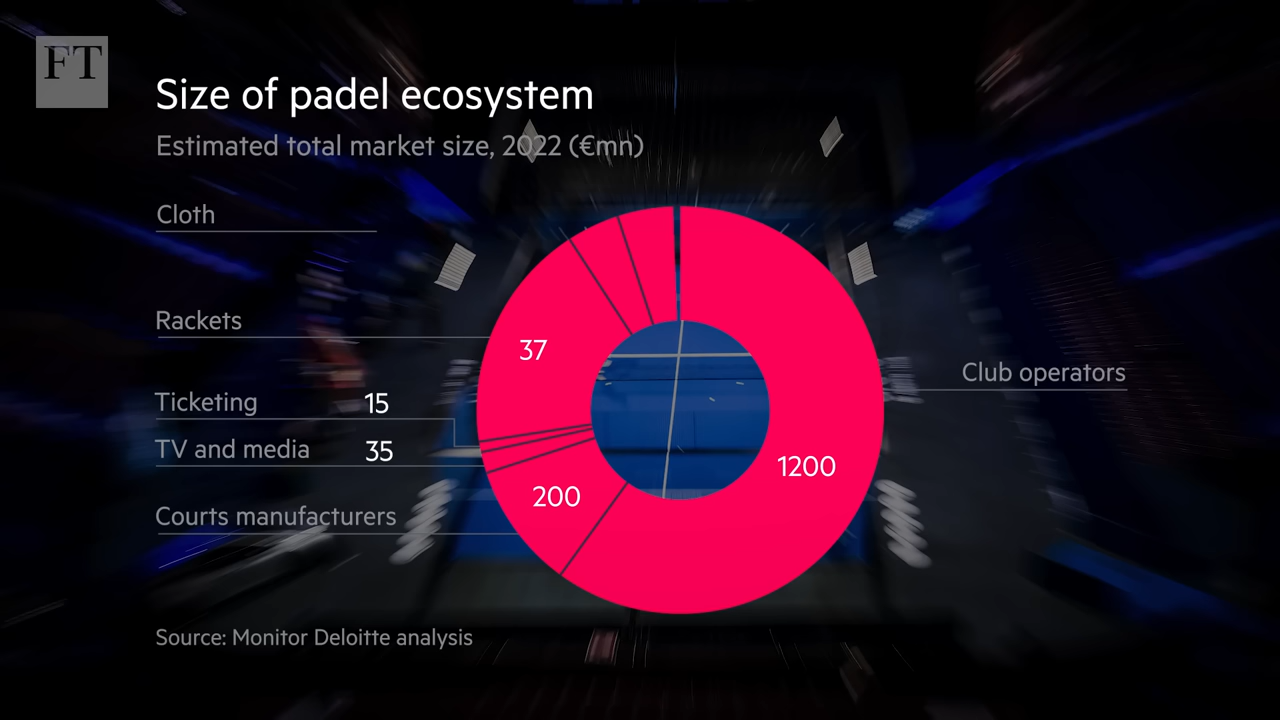 FT
Size of padel ecosystem
Estimated total market size, 2022 (€mn)
Cloth
Rackets
37
Ticketing 15
TV and media 35
Club operators
1200
200
Courts manufacturers
Source: Monitor Deloitte analysis